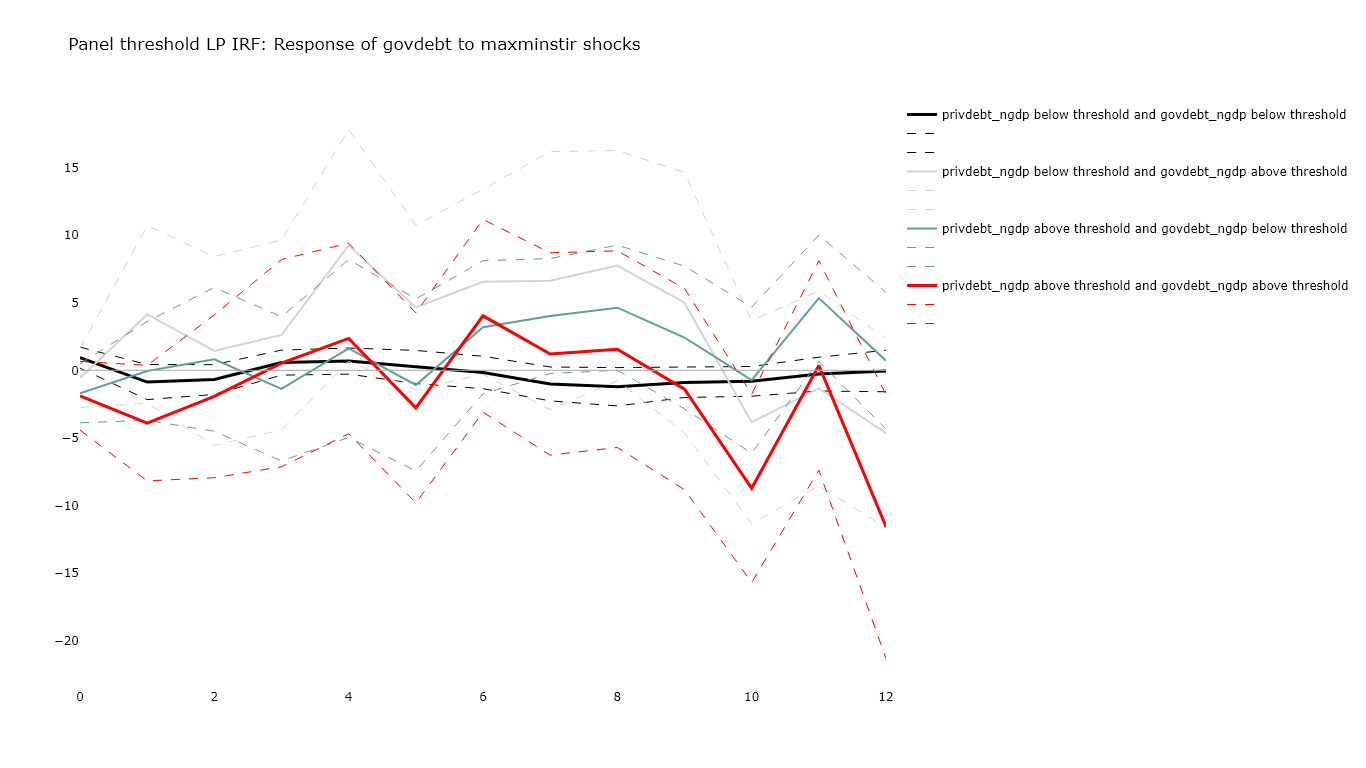 Panel threshold LP IRF: Response of govdebt to maxminstir shocks
privdebt_ngdp below threshold and govdebt_ngdp below threshold
privdebt_ngdp below threshold and govdebt_ngdp above threshold
privdebt_ngdp above threshold and govdebt_ngdp below threshold
privdebt_ngdp above threshold and govdebt_ngdp above threshold
15
10
5
0
−5
−10
−15
−20
0 2 4 6 8 10 12